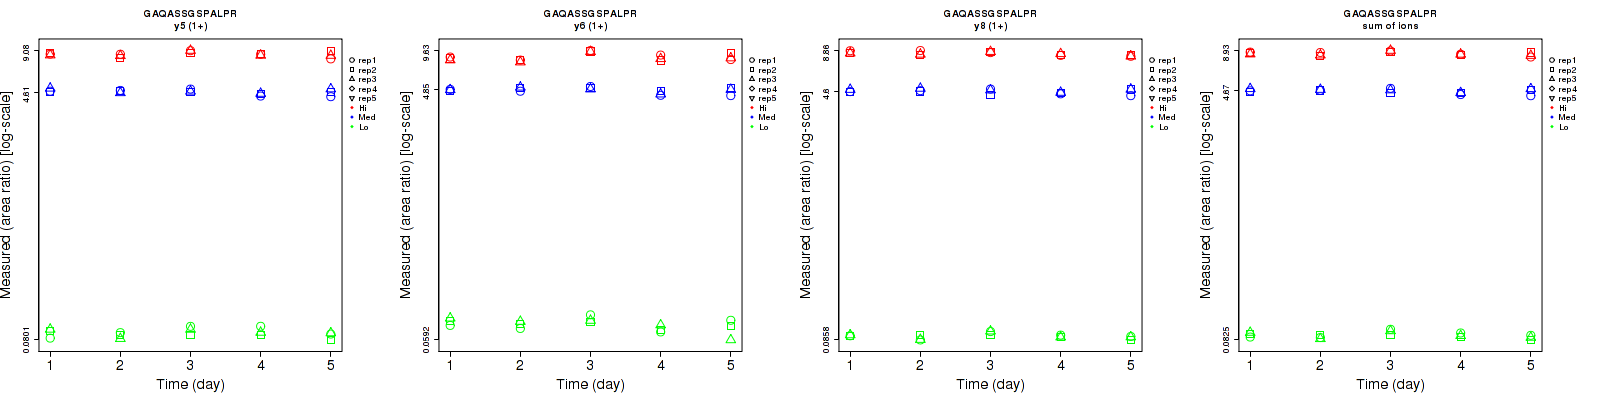 GAQASSGSPALPR
y5 (1+)
Measured (area ratio) [log-scale]
9.08
4.61
0.0801
1 2 3 4 5
Time (day)
rep1
rep2
rep3
rep4
rep5
Hi
Med
Lo
GAQASSGSPALPR
y6 (1+)
Measured (area ratio) [log-scale]
9.63
4.85
0.0592
1 2 3 4 5
Time (day)
rep1
rep2
rep3
rep4
rep5
Hi
Med
Lo
GAQASSGSPALPR
y8 (1+)
Measured (area ratio) [log-scale]
8.86
4.6
0.0858
1 2 3 4 5
Time (day)
rep1
rep2
rep3
rep4
rep5
Hi
Med
Lo
GAQASSGSPALPR
sum of ions
Measured (area ratio) [log-scale]
8.93
4.67
0.0825
1 2 3 4 5
Time (day)
rep1
rep2
rep3
rep4
rep5
Hi
Med
Lo